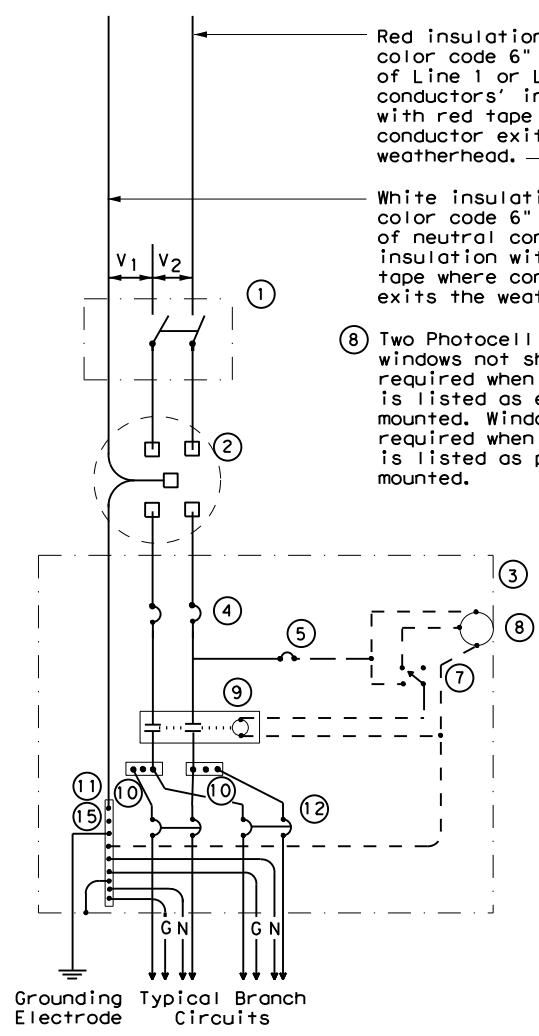 Red insulation
color code 6"
of Line 1 or L
conductors' in
with red tape
conductor exit
weatherhead.
White insulati
color code 6"
of neutral con
insulation wit
tape where con
exits the weat
V1 V2
1
8 Two Photocell
windows not sh
required when
is listed as e
mounted. Windo
required when
is listed as p
mounted.
2
3
4
5
8
7
9
11
10 10
12
15
G N G N
Grounding Typical Branch
Electrode Circuits